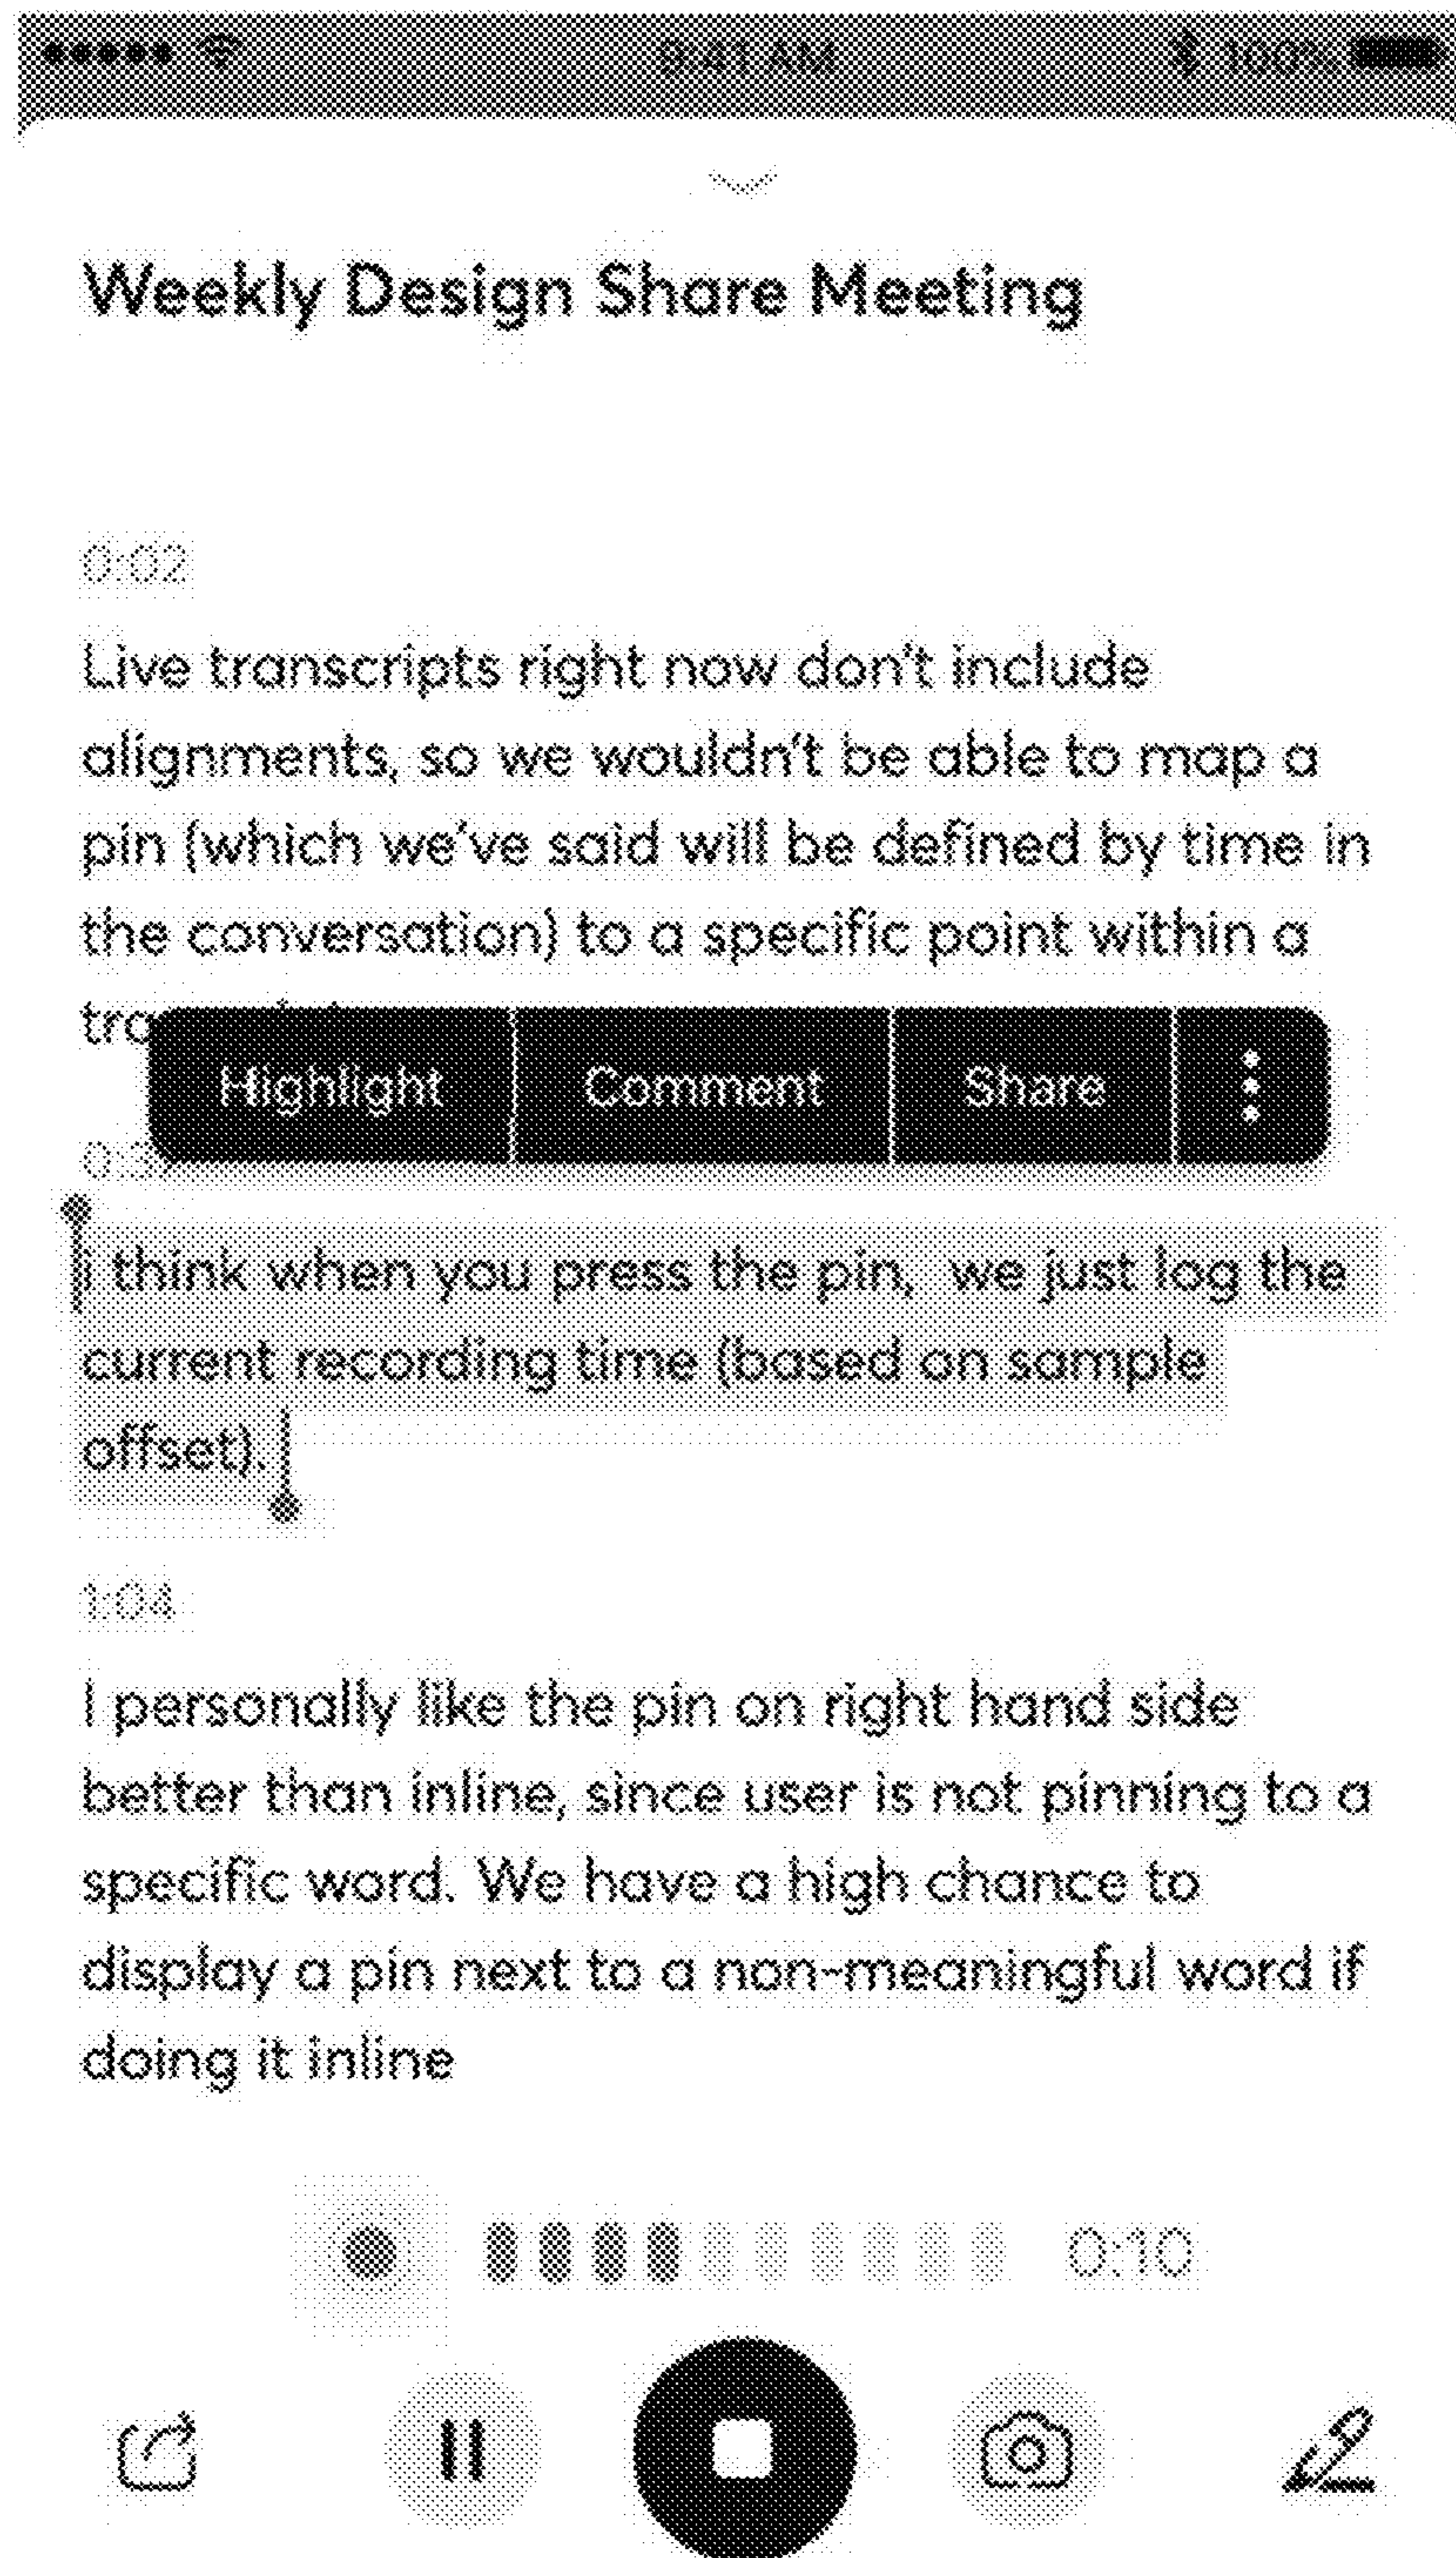 9:41 AM 100%
Weekly Design Share Meeting
0:02
Live transcripts right now don't include
alignments, so we wouldn't be able to map a
pin (which we've said will be defined by time in
the conversation) to a specific point within a
Highlight Comment Share
i think when you press the pin,  we just log the
current recording time (based on sample
offset).
1:04
I personally like the pin on right hand side
better than inline, since user is not pinning to a
specific word. We have a high chance to
display a pin next to a non-meaningful word if
doing it inline
0:10